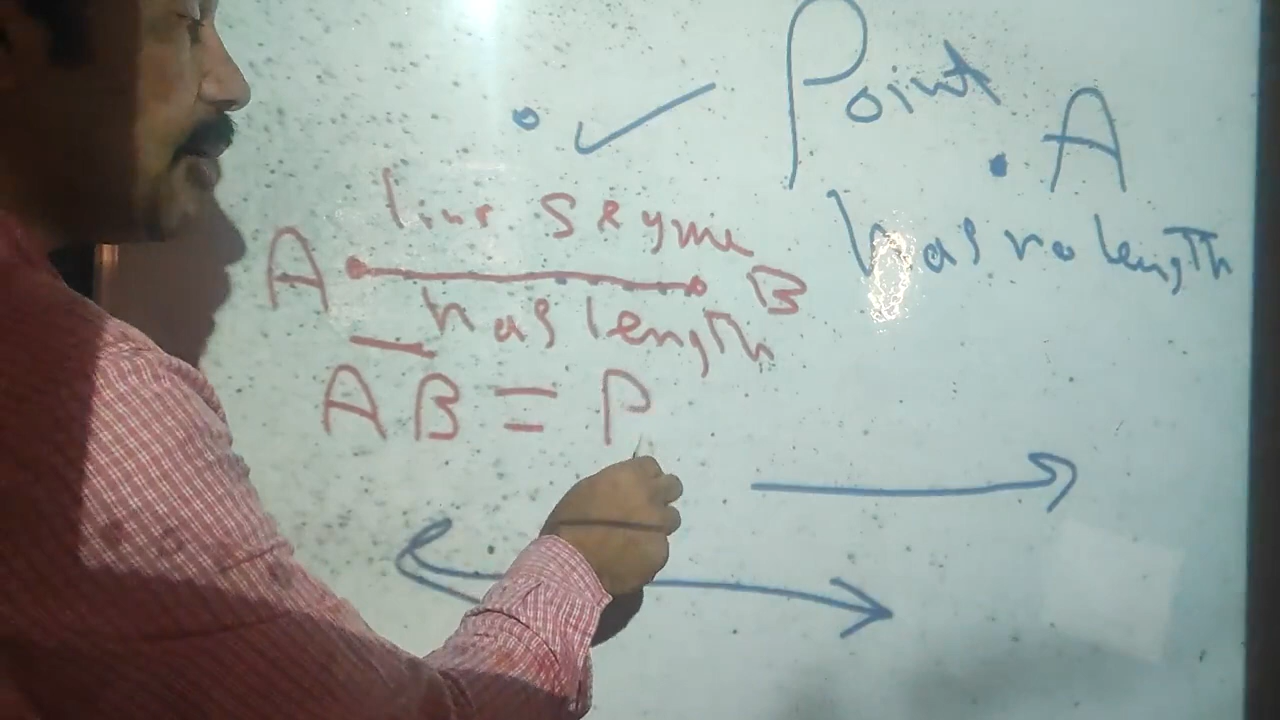 Point
. A
has no length
line segme
A B
has length
AB = P